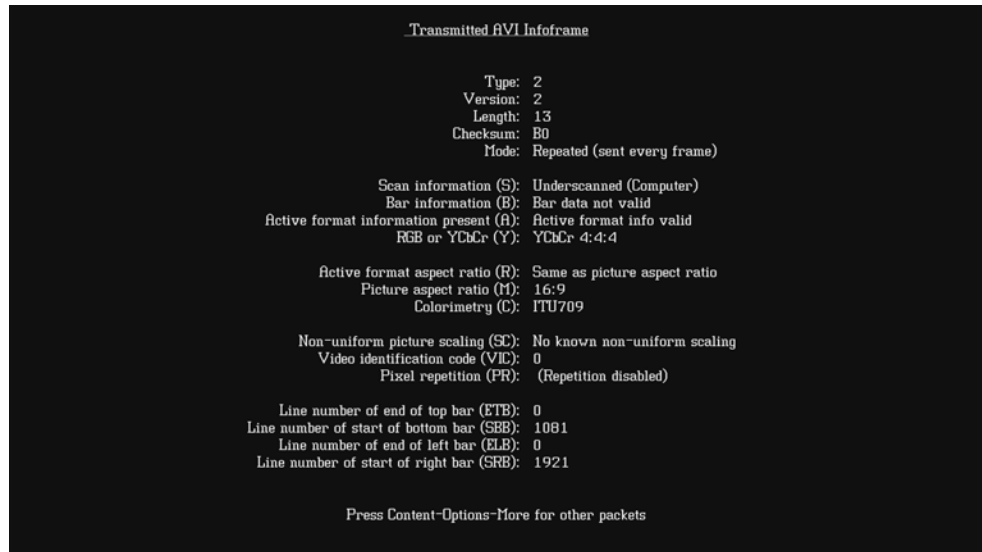 Transmitted AVI Infoframe
Type: 2
Version: 2
Length: 13
Checksum: B0
Mode: Repeated (sent every frame)
Scan information (S): Underscanned (Computer)
Bar information (B): Bar data not valid
Active format information present (A): Active format info valid
RGB or YCbCr (Y): YCbCr 4:4:4
Active format aspect ratio (R): Same as picture aspect ratio
Picture aspect ratio (M): 16:9
Colorimetry (C): ITU709
Non-uniform picture scaling (SC): No known non-uniform scaling
Video identification code (VIC): 0
Pixel repetition (PR): (Repetition disabled)
Line number of end of top bar (ETB): 0
Line number of start of bottom bar (SBB): 1081
Line number of end of left bar (ELB): 0
Line number of start of right bar (SRB): 1921
Press Content-Options-More for other packets